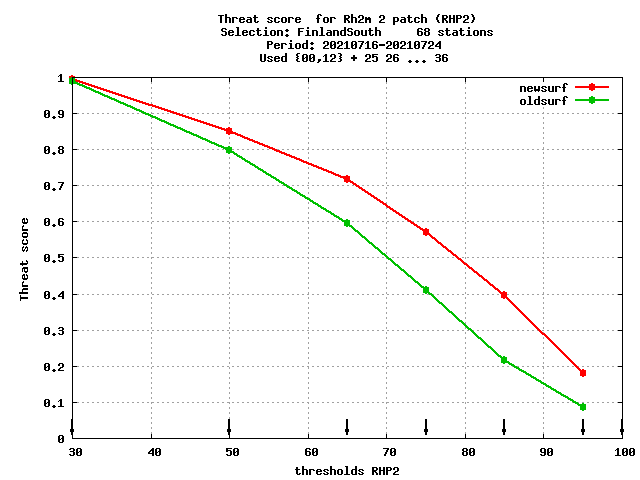 Threat score  for Rh2m 2 patch (RHP2)
Selection: FinlandSouth     68 stations
Period: 20210716-20210724
Used {00,12} + 25 26 ... 36
newsurf
oldsurf
Threat score
1
0.9
0.8
0.7
0.6
0.5
0.4
0.3
0.2
0.1
0
30 40 50 60 70 80 90 100
thresholds RHP2